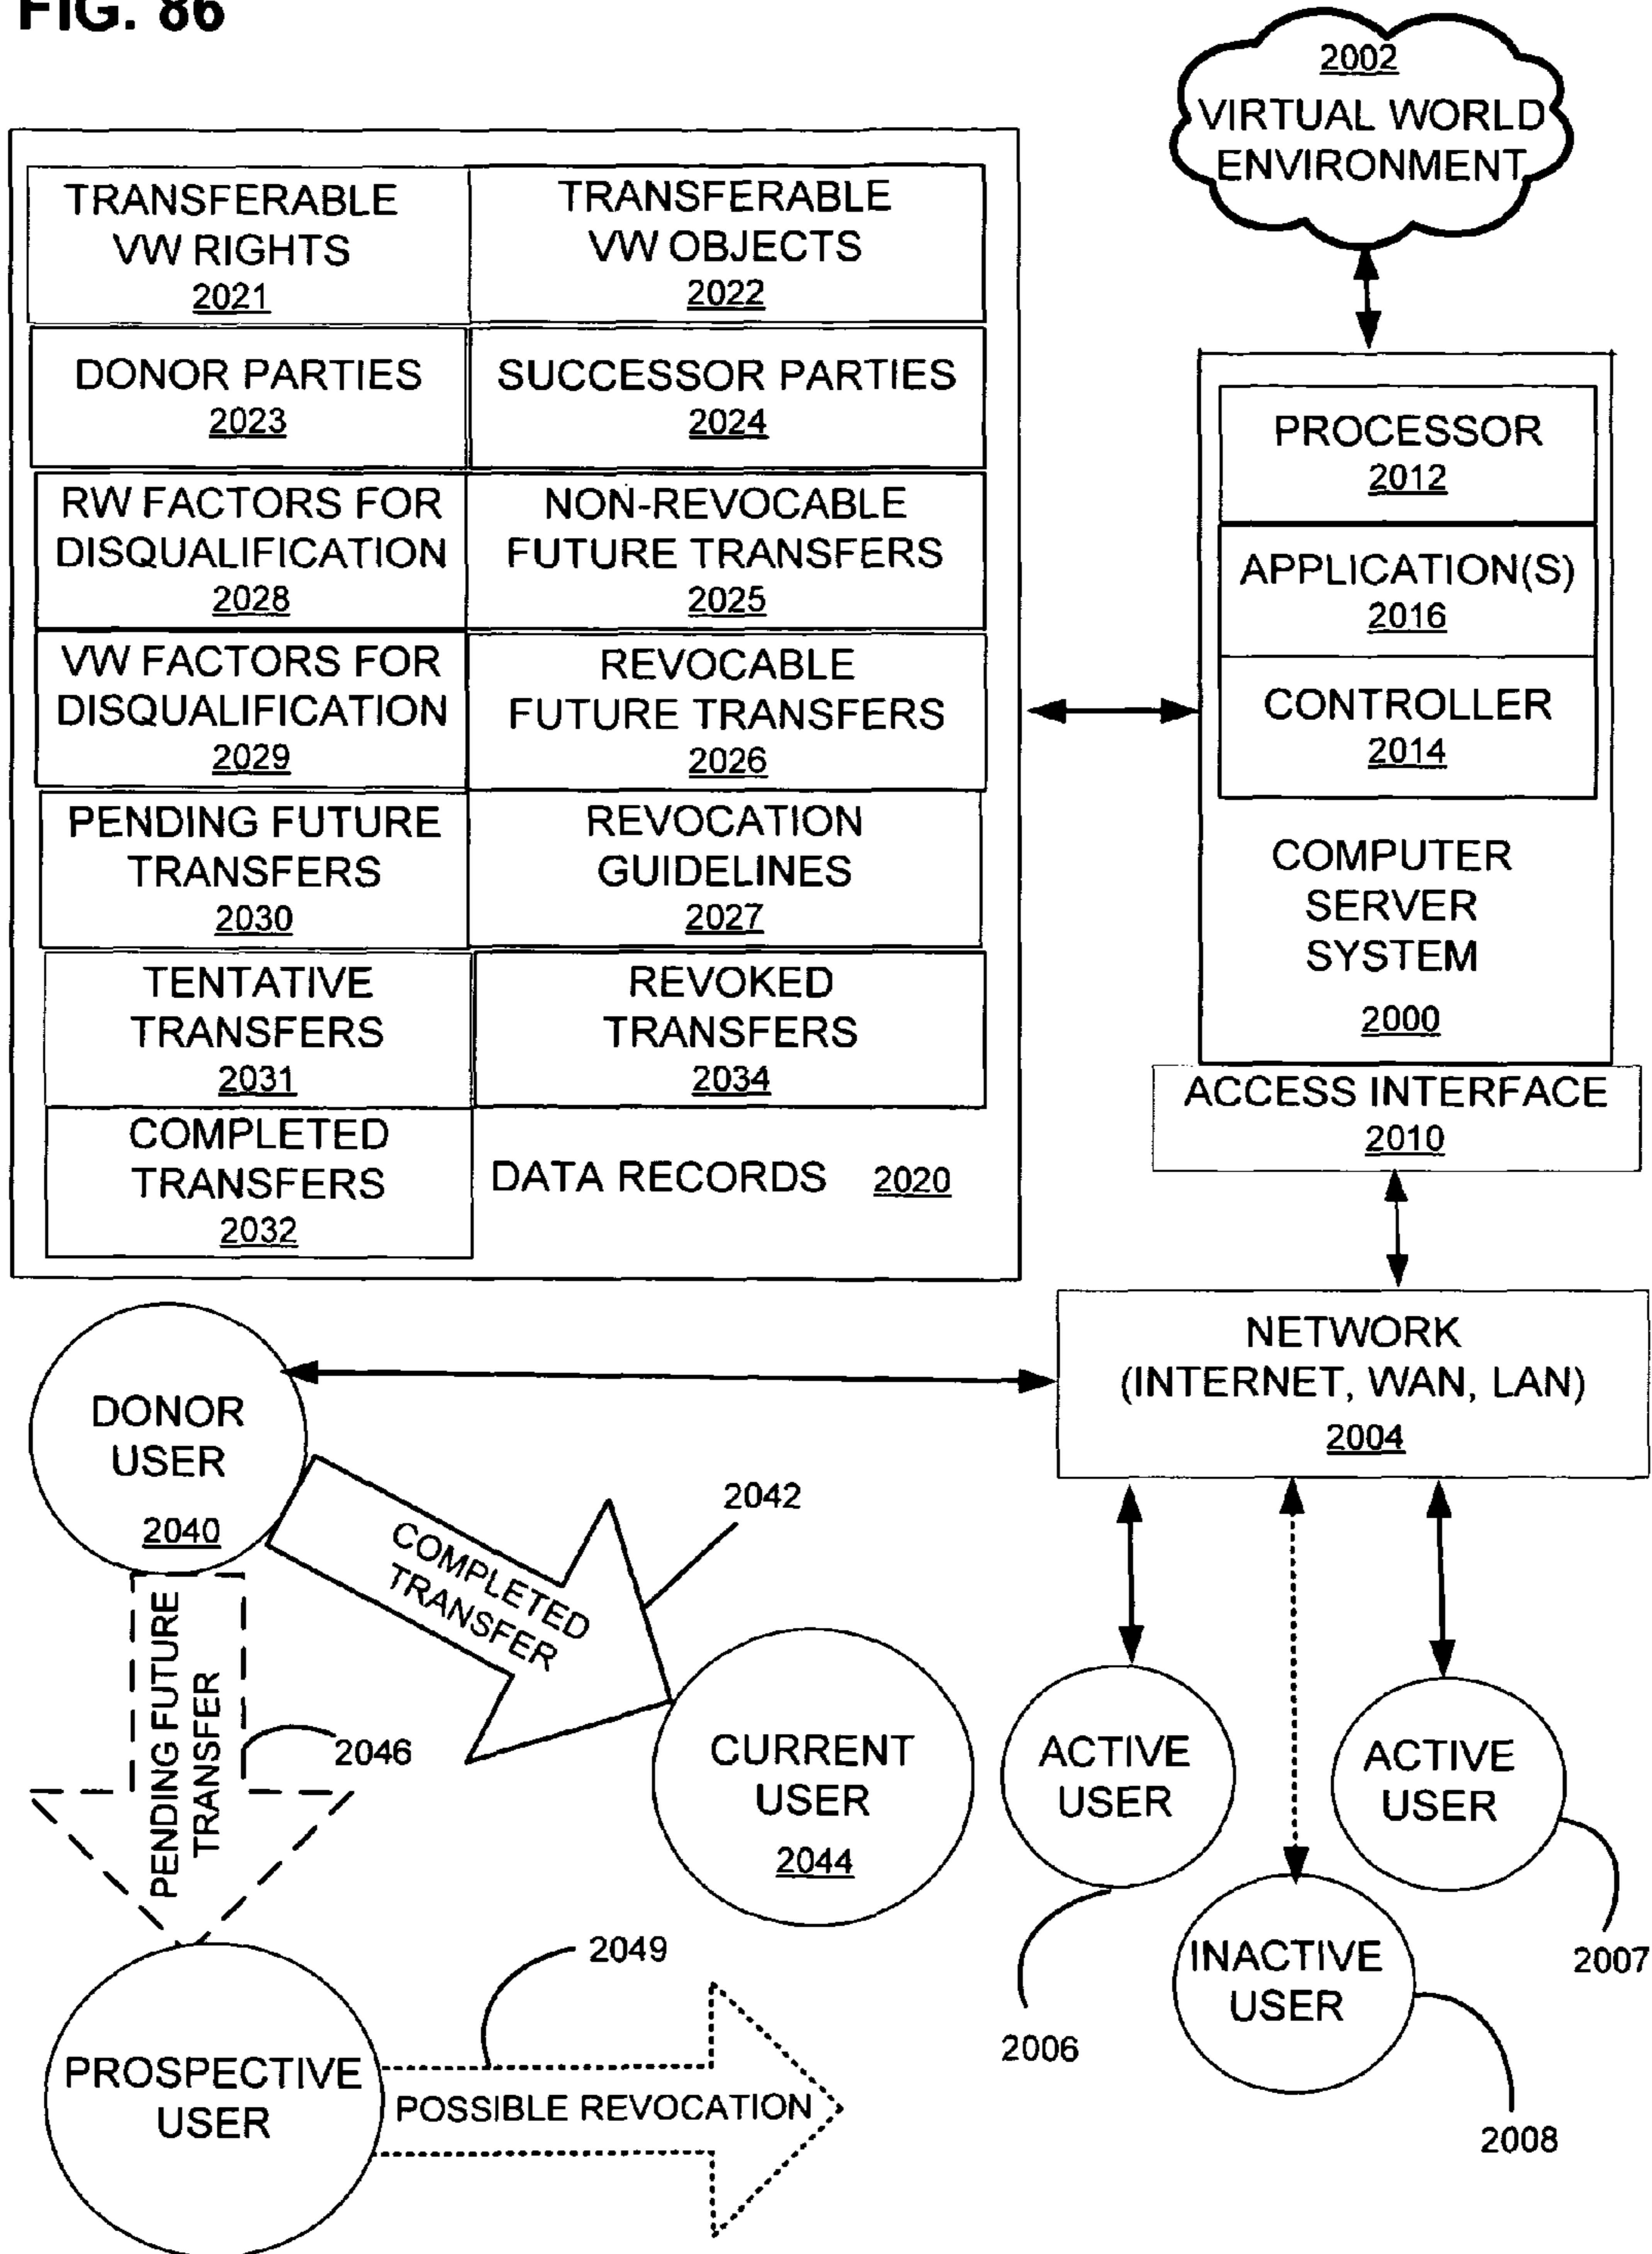 FIG. 86
2002
VIRTUAL WORLD
ENVIRONMENT
TRANSFERABLE
VW RIGHTS
2021
TRANSFERABLE
VW OBJECTS
2022
DONOR PARTIES
2023
SUCCESSOR PARTIES
2024
RW FACTORS FOR
DISQUALIFICATION
2028
NON-REVOCABLE
FUTURE TRANSFERS
2025
VW FACTORS FOR
DISQUALIFICATION
2029
REVOCABLE
FUTURE TRANSFERS
2026
PENDING FUTURE
TRANSFERS
2030
REVOCATION
GUIDELINES
2027
TENTATIVE
TRANSFERS
2031
REVOKED
TRANSFERS
2034
COMPLETED
TRANSFERS
2032
DATA RECORDS 2020
PROCESSOR
2012
APPLICATION(S)
2016
CONTROLLER
2014
COMPUTER
SERVER
SYSTEM
2000
ACCESS INTERFACE
2010
NETWORK
(INTERNET, WAN, LAN)
2004
DONOR
USER
2040
COMPLETED
TRANSFER
2042
PENDING FUTURE
TRANSFER
2046
CURRENT
USER
2044
ACTIVE
USER
2006
ACTIVE
USER
2007
INACTIVE
USER
2008
PROSPECTIVE
USER
2049
POSSIBLE REVOCATION